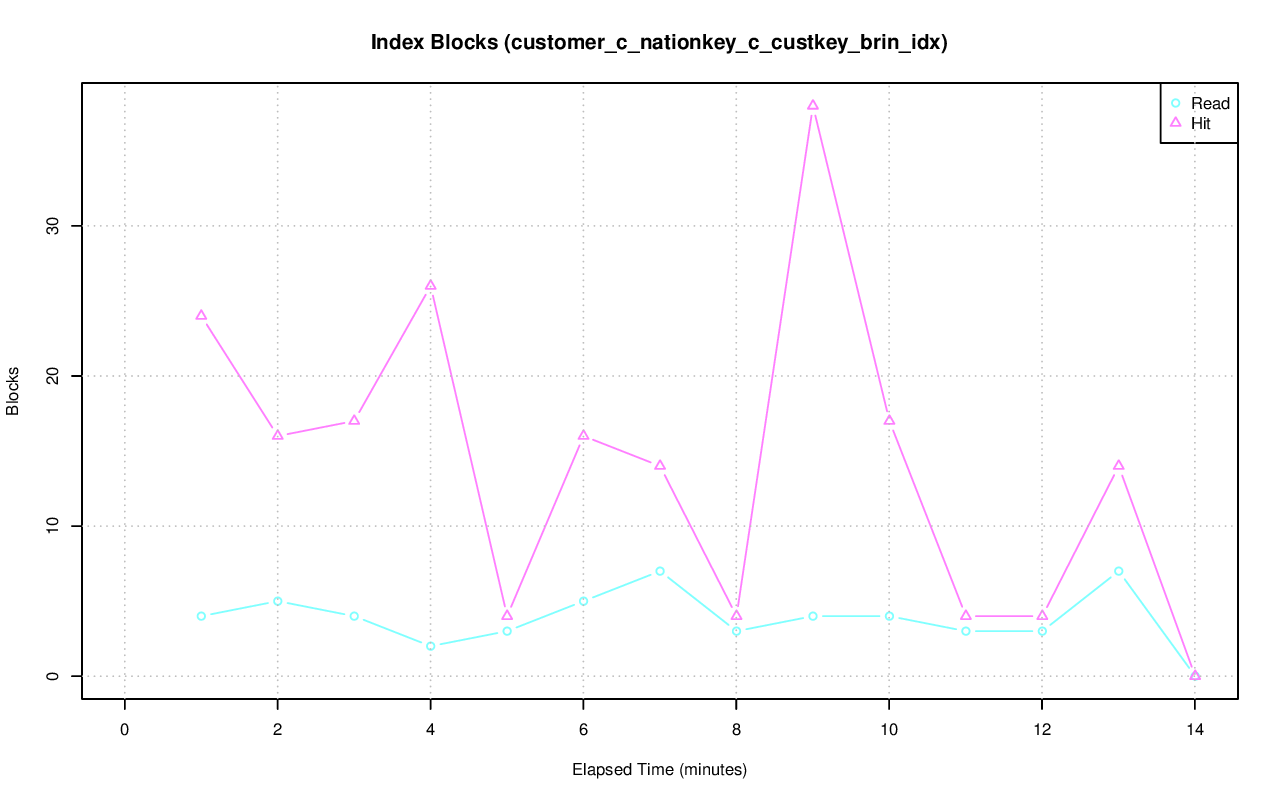 Index Blocks (customer_c_nationkey_c_custkey_brin_idx)
Read
Hit
30
20
10
0
Blocks
0 2 4 6 8 10 12 14
Elapsed Time (minutes)